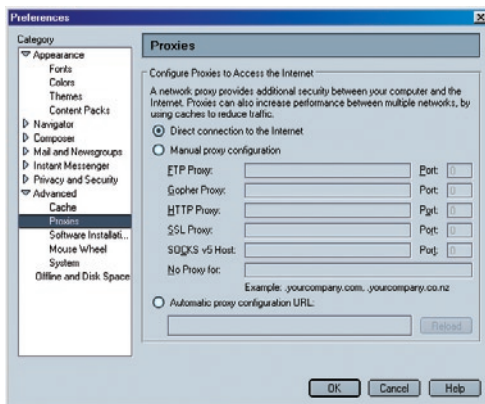 Preferences
Category
Appearance
Fonts
Colors
Themes
Content Packs
Navigator
Composer
Mail and Newsgroups
Instant Messenger
Privacy and Security
Advanced
Cache
Proxies
Software Installati...
Mouse Wheel
System
Offline and Disk Space
Proxies
Configure Proxies to Access the Internet
A network proxy provides additional security between your computer and the
Internet. Proxies can also increase performance between multiple networks, by
using caches to reduce traffic.
Direct connection to the Internet
Manual proxy configuration
FTP Proxy: Port: 0
Gopher Proxy: Port: 0
HTTP Proxy: Port: 0
SSL Proxy: Port: 0
SOCKS v5 Host: Port: 0
No Proxy for:
Example: .yourcompany.com, .yourcompany.co.nz
Automatic proxy configuration URL:
Reload
OK Cancel Help